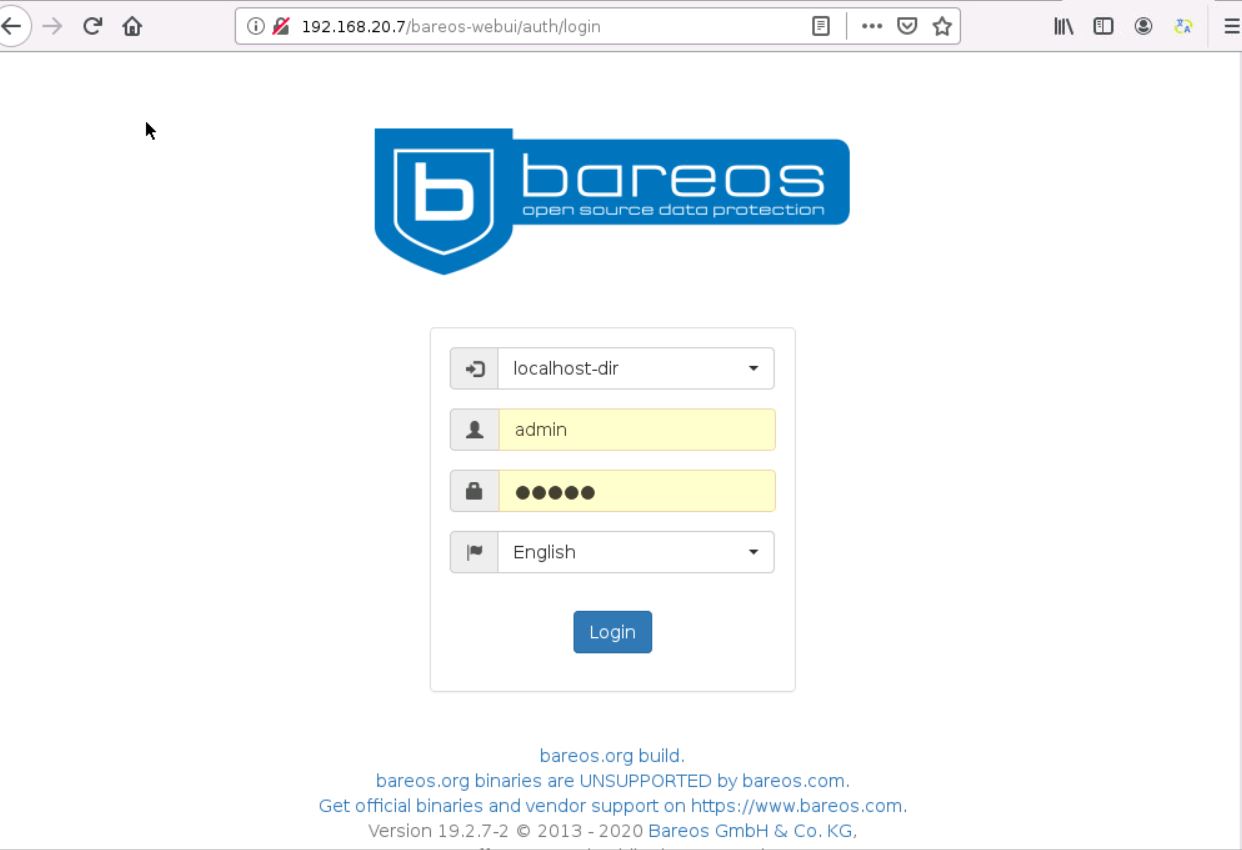 192.168.20.7/bareos-webui/auth/login
b bareos
open source data protection
localhost-dir
admin
●●●●●
English
Login
bareos.org build.
bareos.org binaries are UNSUPPORTED by bareos.com.
Get official binaries and vendor support on https://www.bareos.com.
Version 19.2.7-2 © 2013 - 2020 Bareos GmbH & Co. KG,